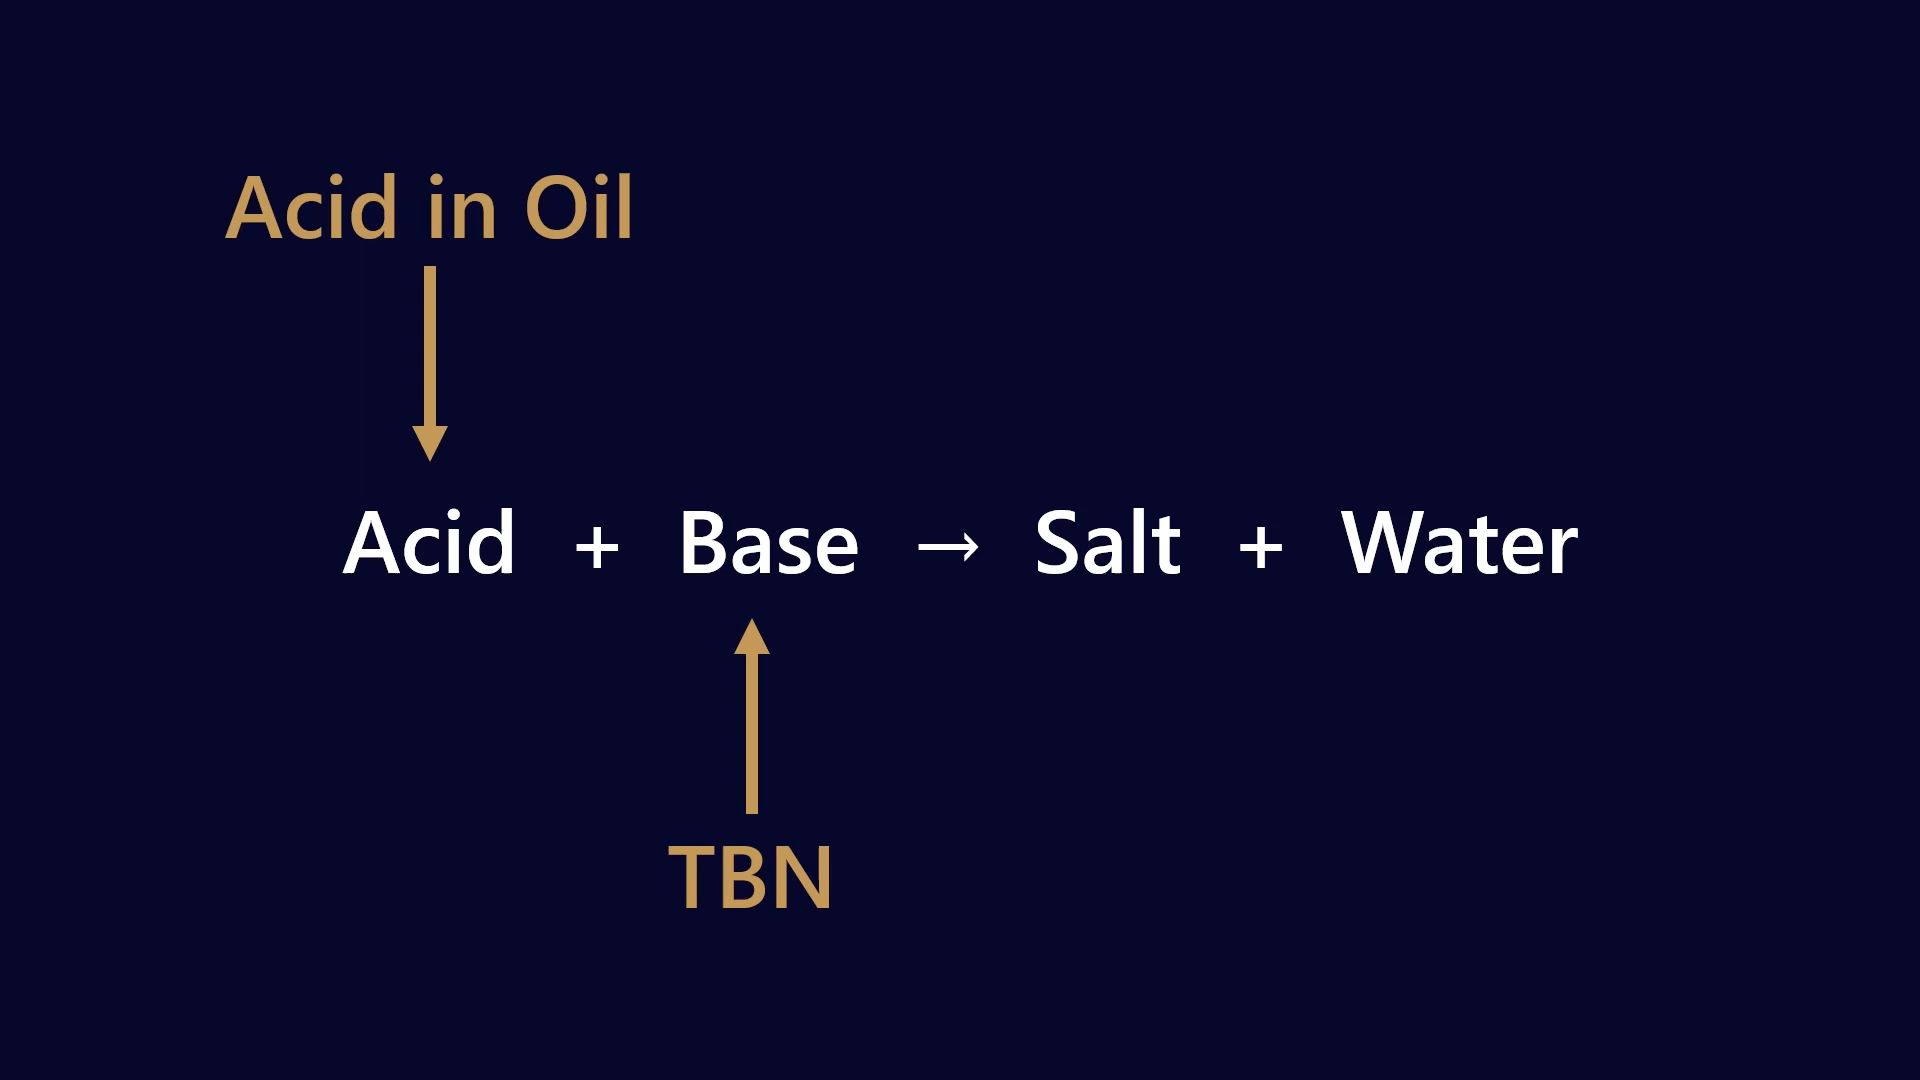 Acid in Oil
Acid + Base → Salt + Water
TBN